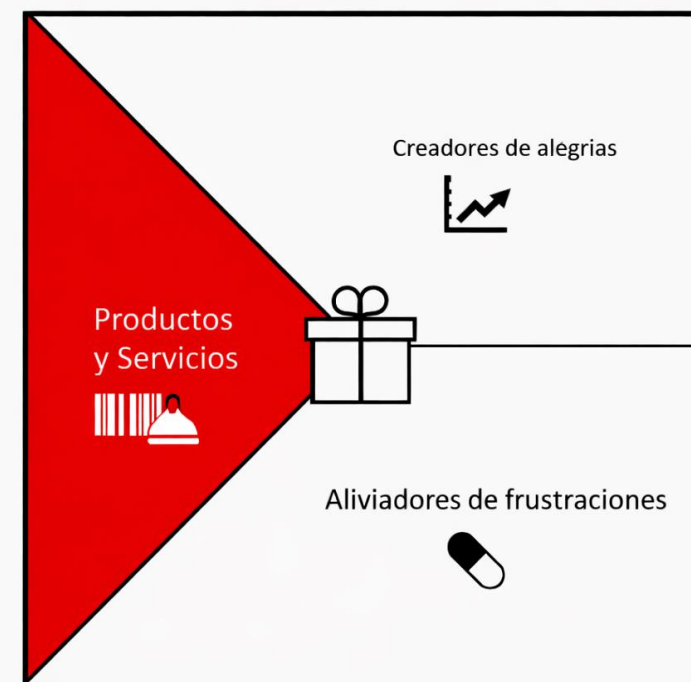 Creadores de alegrias
Productos
y Servicios
Aliviadores de frustraciones